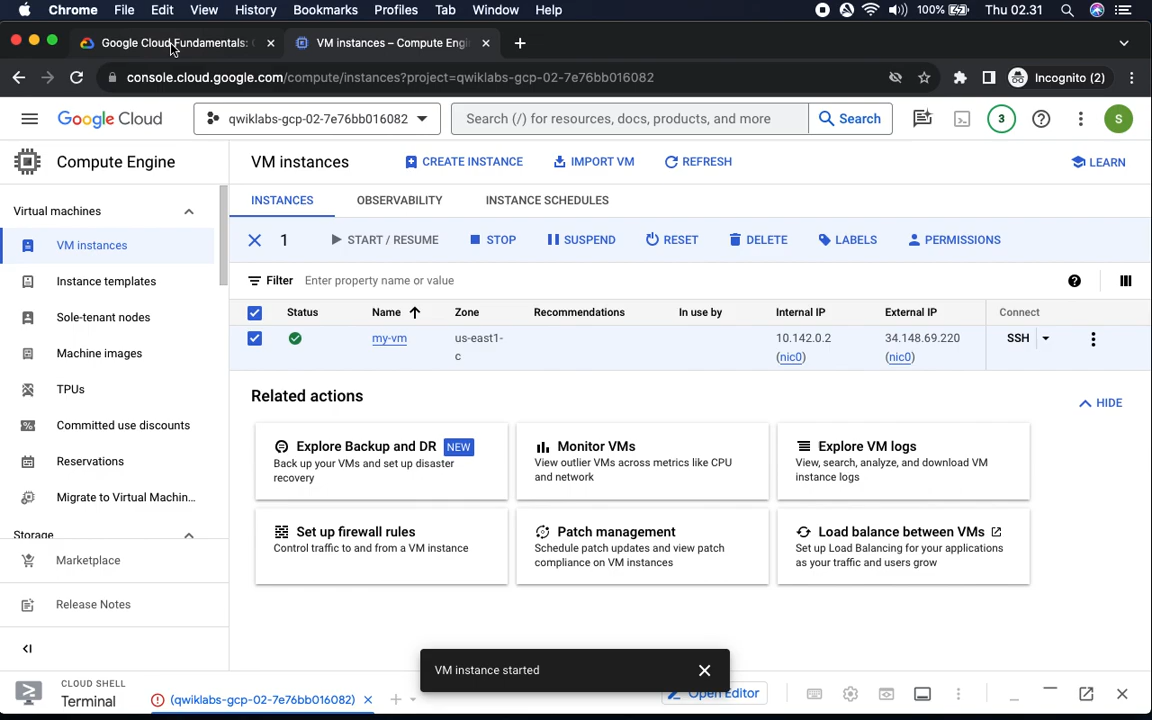 Chrome File Edit View History Bookmarks Profiles Tab Window Help 100% Thu 02.31
Google Cloud Fundamentals: VM instances – Compute Engi
console.cloud.google.com/compute/instances?project=qwiklabs-gcp-02-7e76bb016082 Incognito (2)
Google Cloud qwiklabs-gcp-02-7e76bb016082 Search (/) for resources, docs, products, and more Search 3 S
Compute Engine VM instances CREATE INSTANCE IMPORT VM REFRESH LEARN
Virtual machines
VM instances
Instance templates
Sole-tenant nodes
Machine images
TPUs
Committed use discounts
Reservations
Migrate to Virtual Machin...
Storage
Marketplace
Release Notes
INSTANCES OBSERVABILITY INSTANCE SCHEDULES
1 START / RESUME STOP SUSPEND RESET DELETE LABELS PERMISSIONS
Filter Enter property name or value
Status Name Zone Recommendations In use by Internal IP External IP Connect
my-vm us-east1- 10.142.0.2 34.148.69.220 SSH
c (nic0) (nic0)
Related actions
HIDE
Explore Backup and DR NEW
Back up your VMs and set up disaster
recovery
Monitor VMs
View outlier VMs across metrics like CPU
and network
Explore VM logs
View, search, analyze, and download VM
instance logs
Set up firewall rules
Control traffic to and from a VM instance
Patch management
Schedule patch updates and view patch
compliance on VM instances
Load balance between VMs
Set up Load Balancing for your applications
as your traffic and users grow
VM instance started
CLOUD SHELL
Terminal (qwiklabs-gcp-02-7e76bb016082) Open Editor